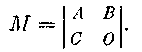 M = | A B |
| C O |.